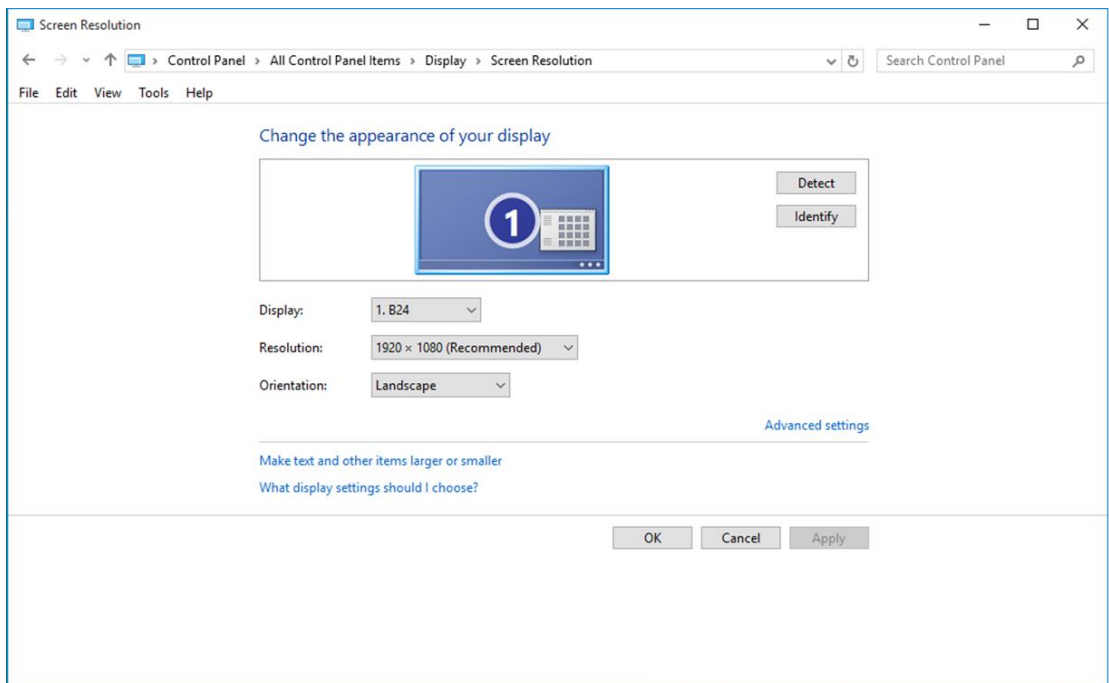 Screen Resolution
Control Panel > All Control Panel Items > Display > Screen Resolution
Search Control Panel
File Edit View Tools Help
Change the appearance of your display
1
Detect
Identify
Display: 1. B24
Resolution: 1920 × 1080 (Recommended)
Orientation: Landscape
Advanced settings
Make text and other items larger or smaller
What display settings should I choose?
OK Cancel Apply